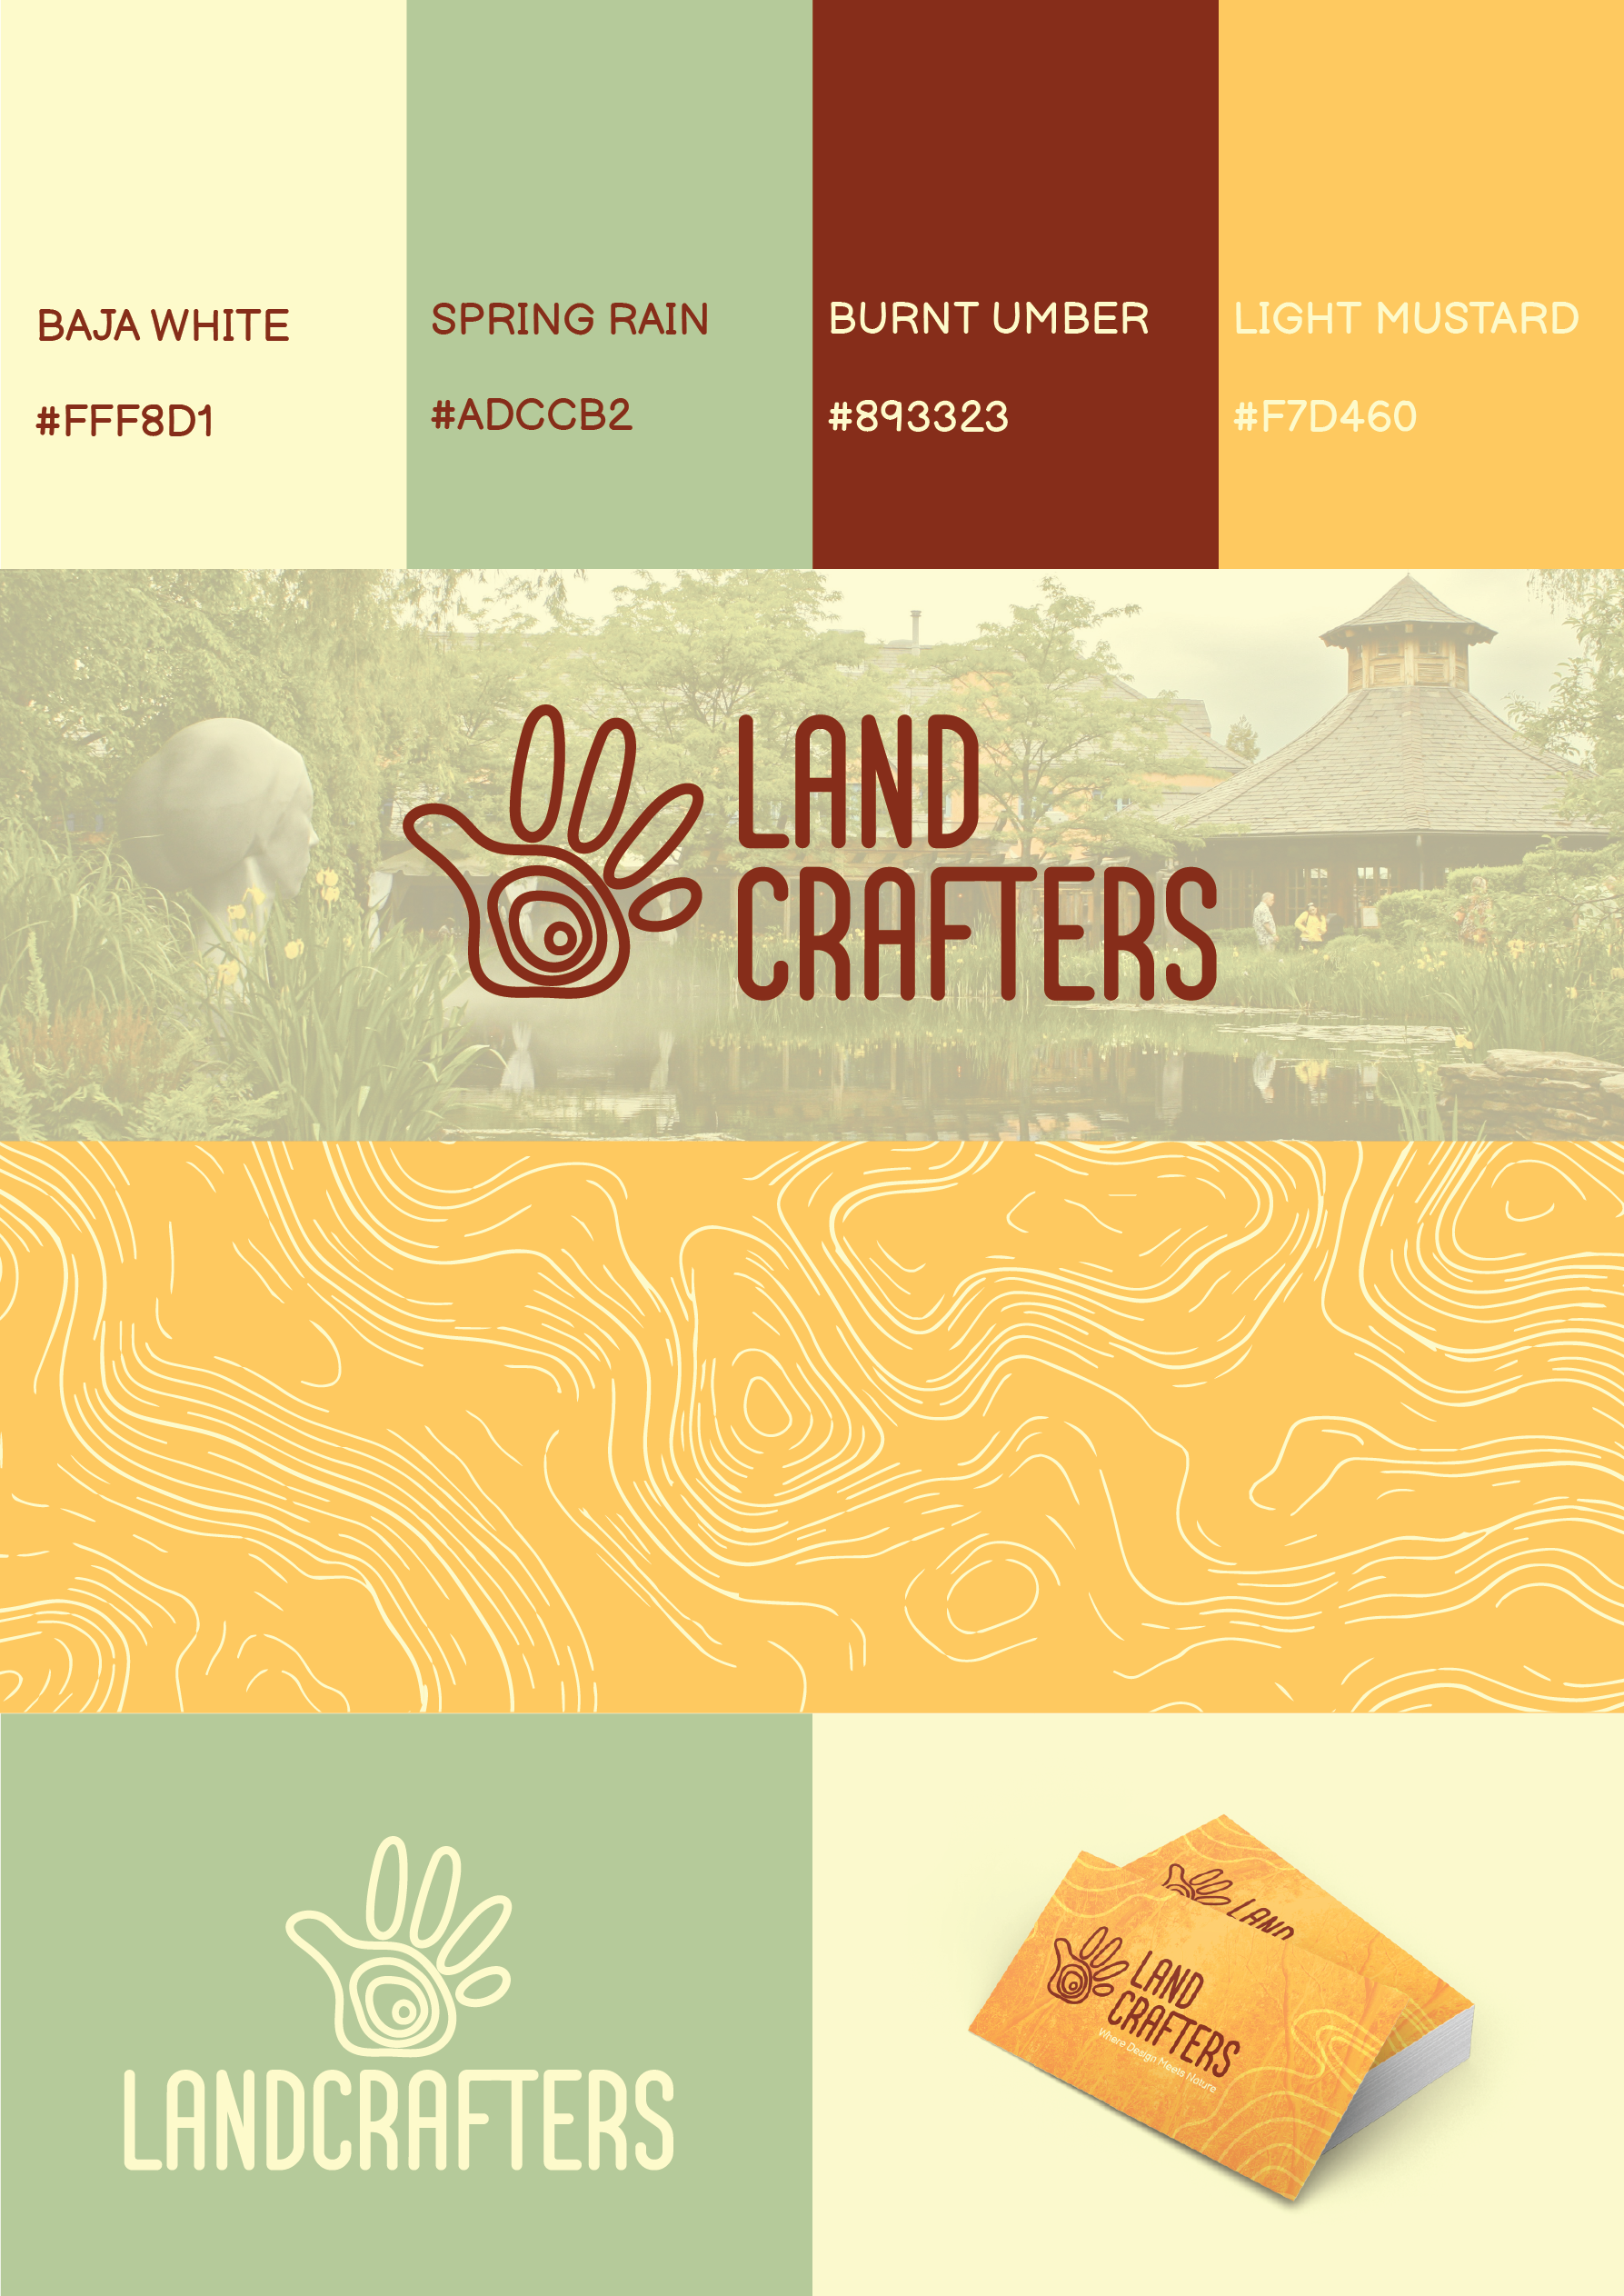 BAJA WHITE
#FFF8D1
SPRING RAIN
#ADCCB2
BURNT UMBER
#893323
LIGHT MUSTARD
#F7D460
LAND
CRAFTERS
LANDCRAFTERS
LAND
LAND
CRAFTERS
Where Design Meets Nature